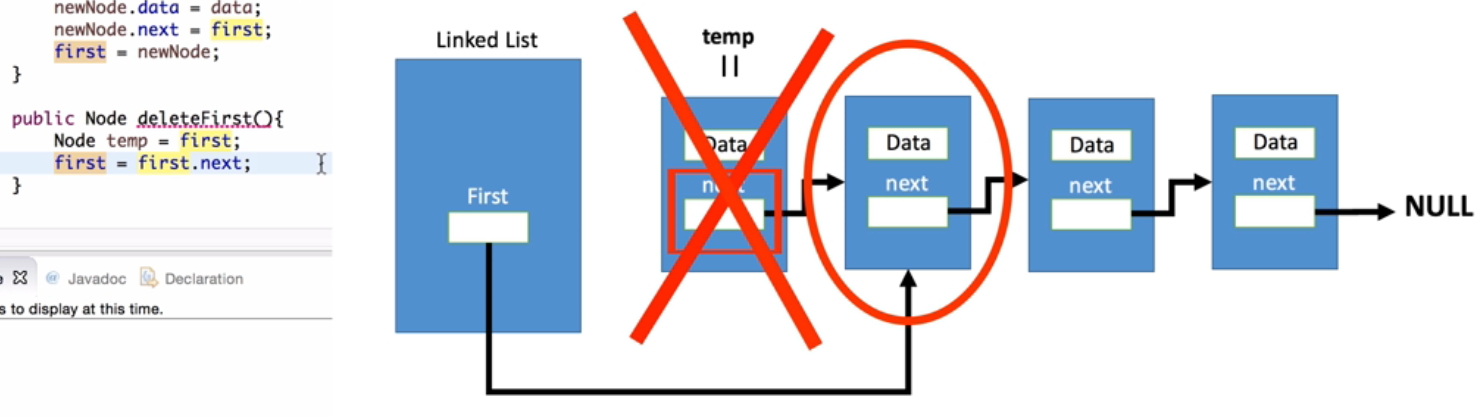 newNode.data = data;
newNode.next = first;
first = newNode;
}
public Node deleteFirst(){
Node temp = first;
first = first.next;
}
@ Javadoc Declaration
s to display at this time.
Linked List
First
temp
Data
next
Data
next
Data
next
Data
next
NULL